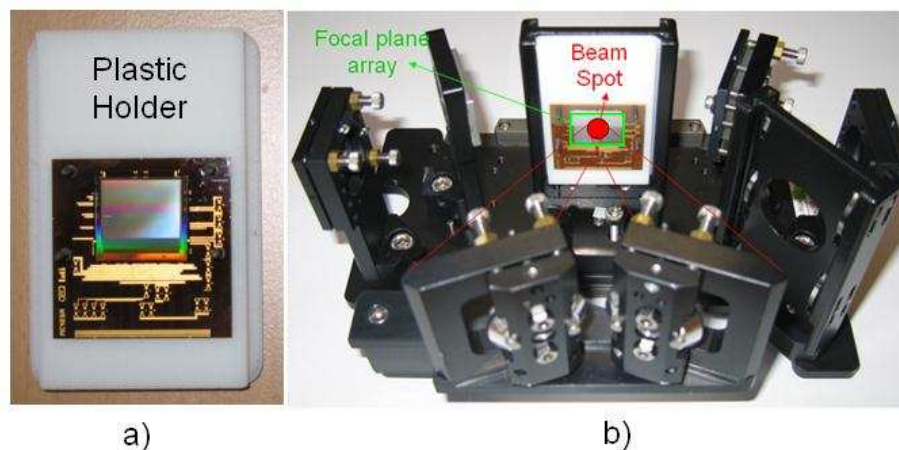 Plastic
Holder
Focal plane
array
Beam
Spot
a)
b)